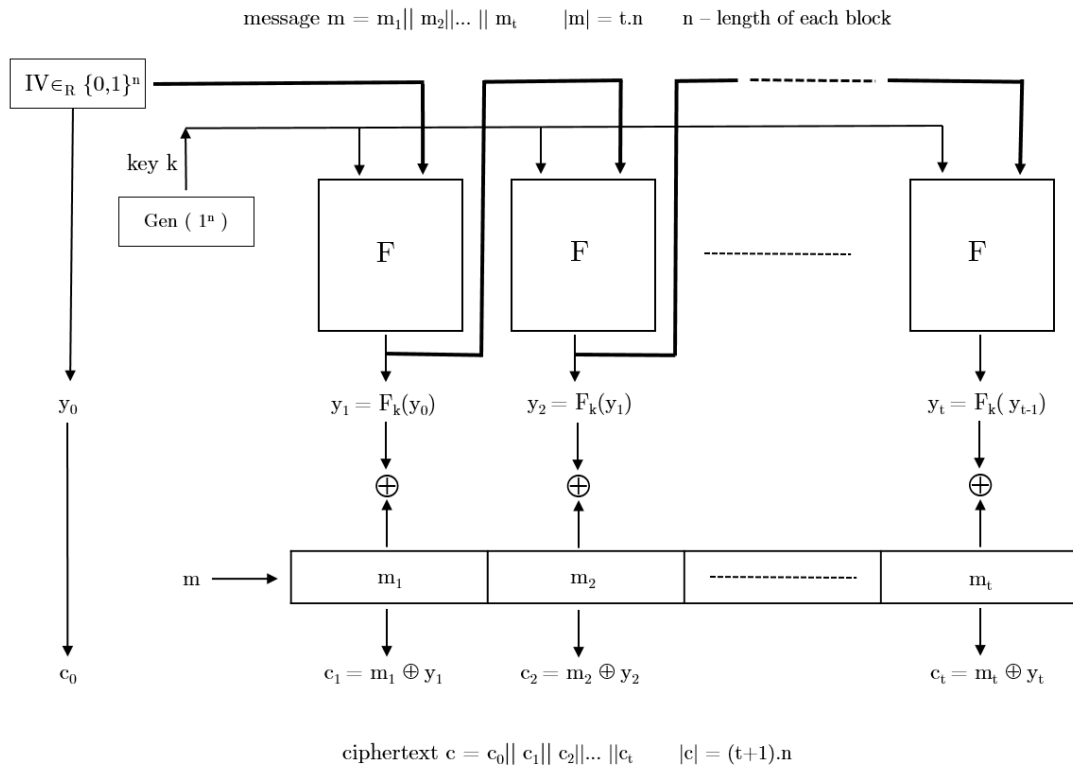 message m = m₁|| m₂||... || mₜ |m| = t.n n – length of each block
IV∈ᵣ {0,1}ⁿ
key k
Gen ( 1ⁿ )
F F F
y₀ y₁ = Fₖ(y₀) y₂ = Fₖ(y₁) yₜ = Fₖ( yₜ₋₁)
⊕ ⊕ ⊕
m m₁ m₂ mₜ
c₀ c₁ = m₁ ⊕ y₁ c₂ = m₂ ⊕ y₂ cₜ = mₜ ⊕ yₜ
ciphertext c = c₀|| c₁|| c₂||... ||cₜ |c| = (t+1).n